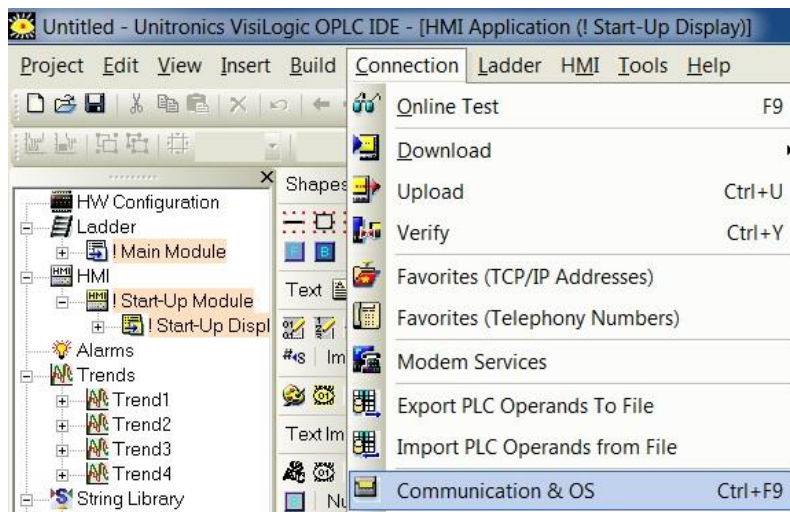 Untitled - Unitronics VisiLogic OPLC IDE - [HMI Application (! Start-Up Display)]
Project Edit View Insert Build Connection Ladder HMI Tools Help
Online Test F9
Download
Upload Ctrl+U
Verify Ctrl+Y
Favorites (TCP/IP Addresses)
Favorites (Telephony Numbers)
Modem Services
Export PLC Operands To File
Import PLC Operands from File
Communication & OS Ctrl+F9
HW Configuration
Ladder
! Main Module
HMI
HMI
! Start-Up Module
! Start-Up Displ
Alarms
Trends
Trend1
Trend2
Trend3
Trend4
String Library
Shapes
Text
Im
Text Im
Nu